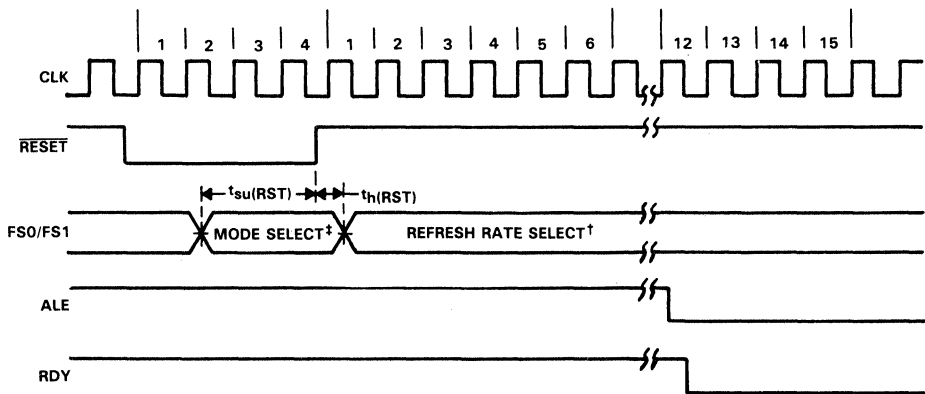 1 2 3 4 1 2 3 4 5 6 12 13 14 15
CLK
RESET
tsu(RST) th(RST)
FS0/FS1 MODE SELECT‡ REFRESH RATE SELECT†
ALE
RDY